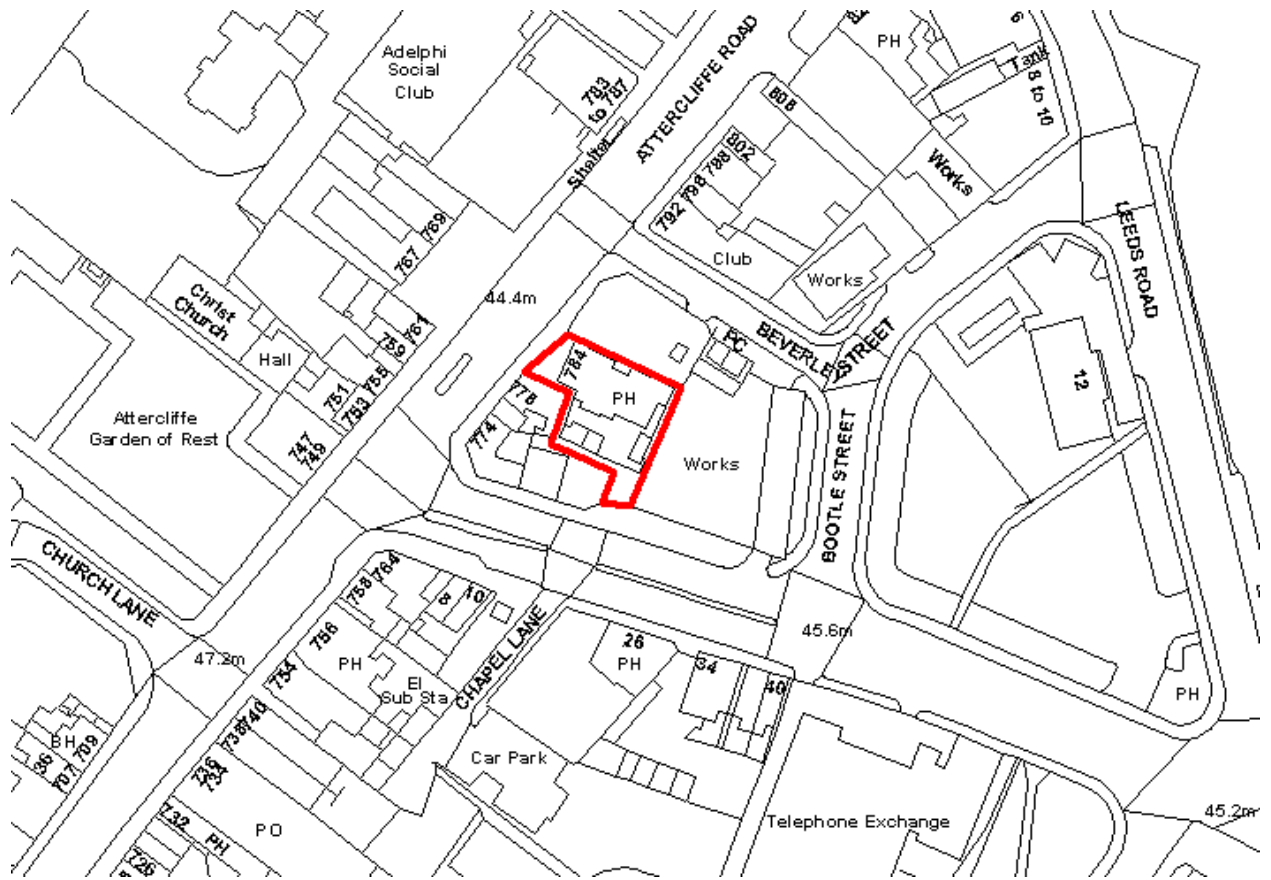 Adelphi
Social
Club
783
to 787
Shelter
ATTERCLIFFE ROAD
PH
6
Tank
8 to 10
808
802
788
798
792
Club
Works
Works
LEEDS ROAD
769
767
761
759
755
753
751
747
749
Christ
Church
Hall
Attercliffe
Garden of Rest
44.4m
784
PH
778
774
PC
BEVERLEY STREET
Works
BOOTLE STREET
12
CHURCH LANE
47.2m
764
758
756
754
PH
8
10
El
Sub Sta
CHAPEL LANE
26
PH
34
40
45.6m
PH
45.2m
Car Park
Telephone Exchange
740
738
736
734
732
PH
726
PO
BH
36
707
709